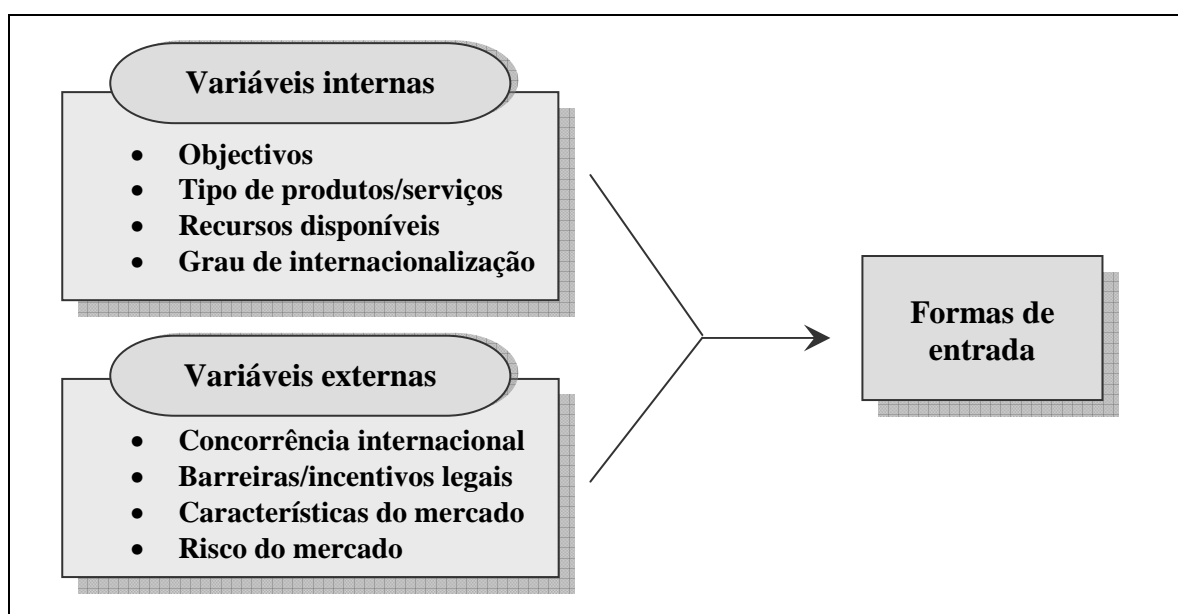 Variáveis internas
• Objectivos
• Tipo de produtos/serviços
• Recursos disponíveis
• Grau de internacionalização
Variáveis externas
• Concorrência internacional
• Barreiras/incentivos legais
• Características do mercado
• Risco do mercado
Formas de
entrada